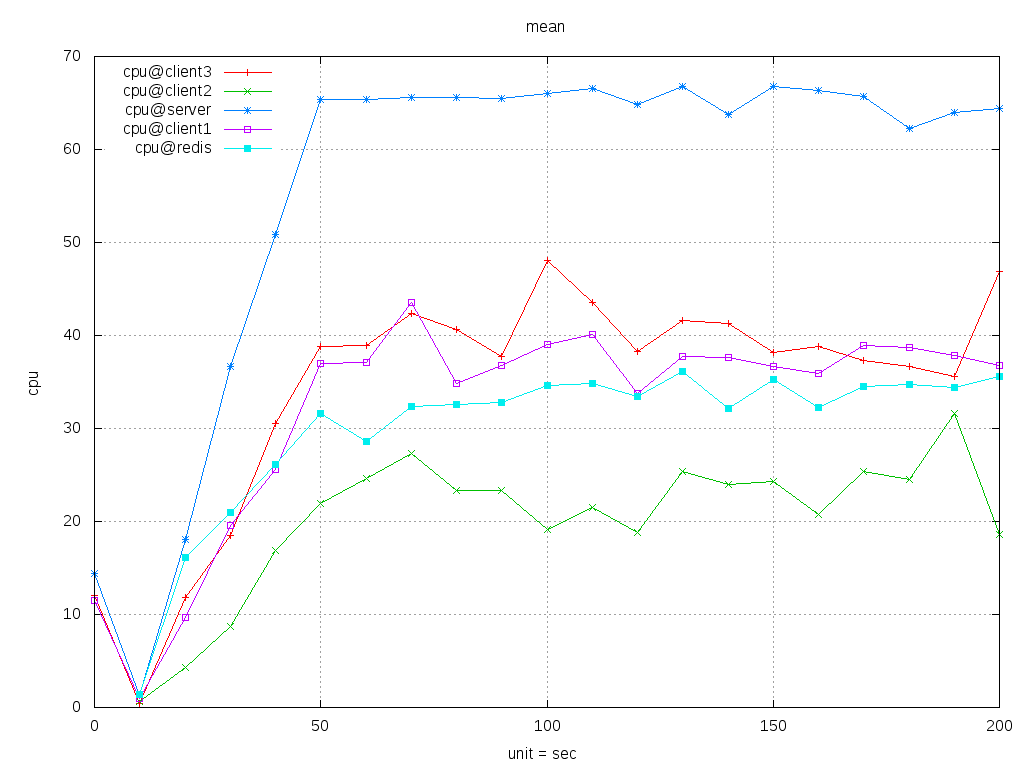 mean
70
60
50
40
30
20
10
0
cpu
cpu@client3
cpu@client2
cpu@server
cpu@client1
cpu@redis
0 50 100 150 200
unit = sec